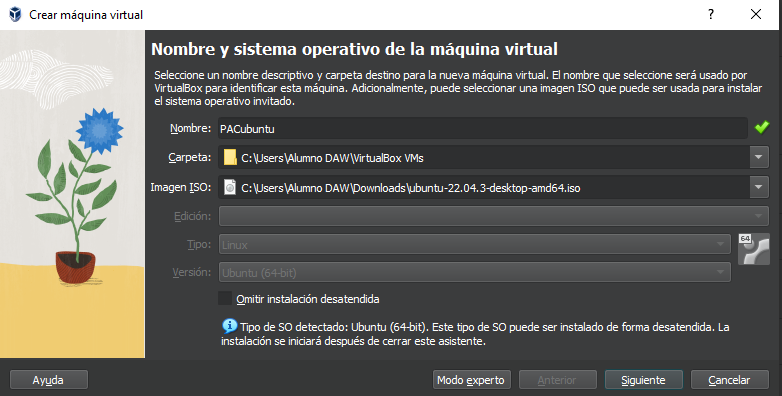 Crear máquina virtual
Nombre y sistema operativo de la máquina virtual
Seleccione un nombre descriptivo y carpeta destino para la nueva máquina virtual. El nombre que seleccione será usado por
VirtualBox para identificar esta máquina. Adicionalmente, puede seleccionar una imagen ISO que puede ser usada para instalar
el sistema operativo invitado.
Nombre: PACubuntu
Carpeta: C:\Users\Alumno DAW\VirtualBox VMs
Imagen ISO: C:\Users\Alumno DAW\Downloads\ubuntu-22.04.3-desktop-amd64.iso
Edición:
Tipo: Linux 64
Versión: Ubuntu (64-bit)
Omitir instalación desatendida
Tipo de SO detectado: Ubuntu (64-bit). Este tipo de SO puede ser instalado de forma desatendida. La
instalación se iniciará después de cerrar este asistente.
Ayuda Modo experto Anterior Siguiente Cancelar